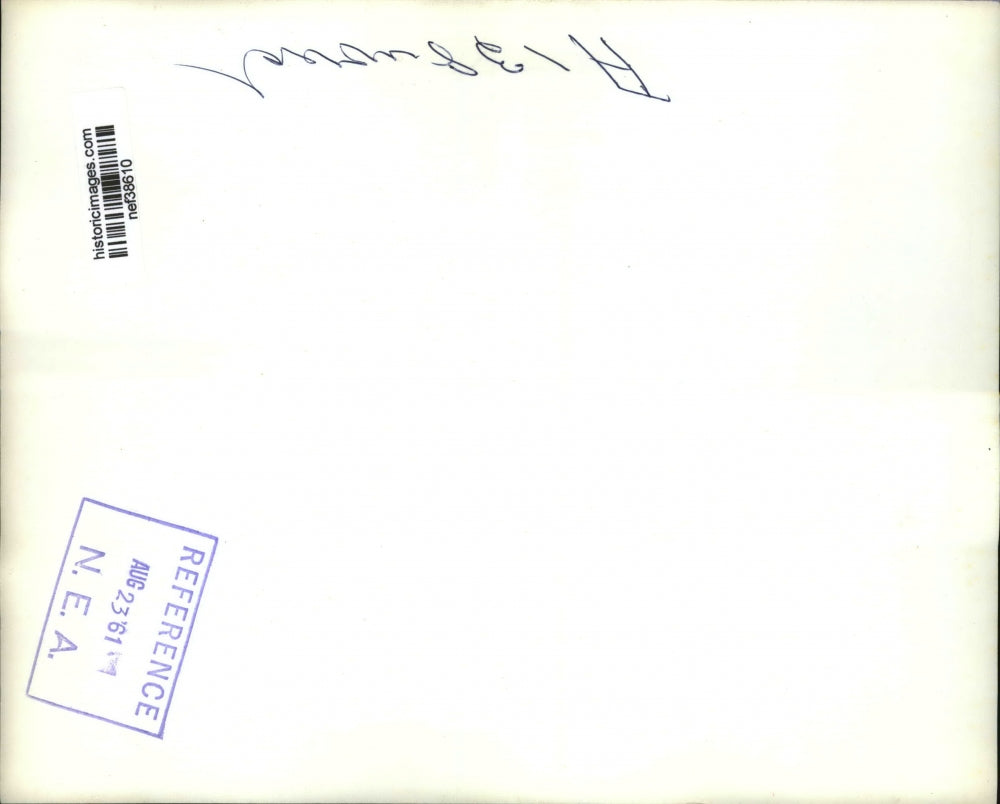 historicimages.com
nef38610
REFERENCE
AUG 23 '61
N. E. A.